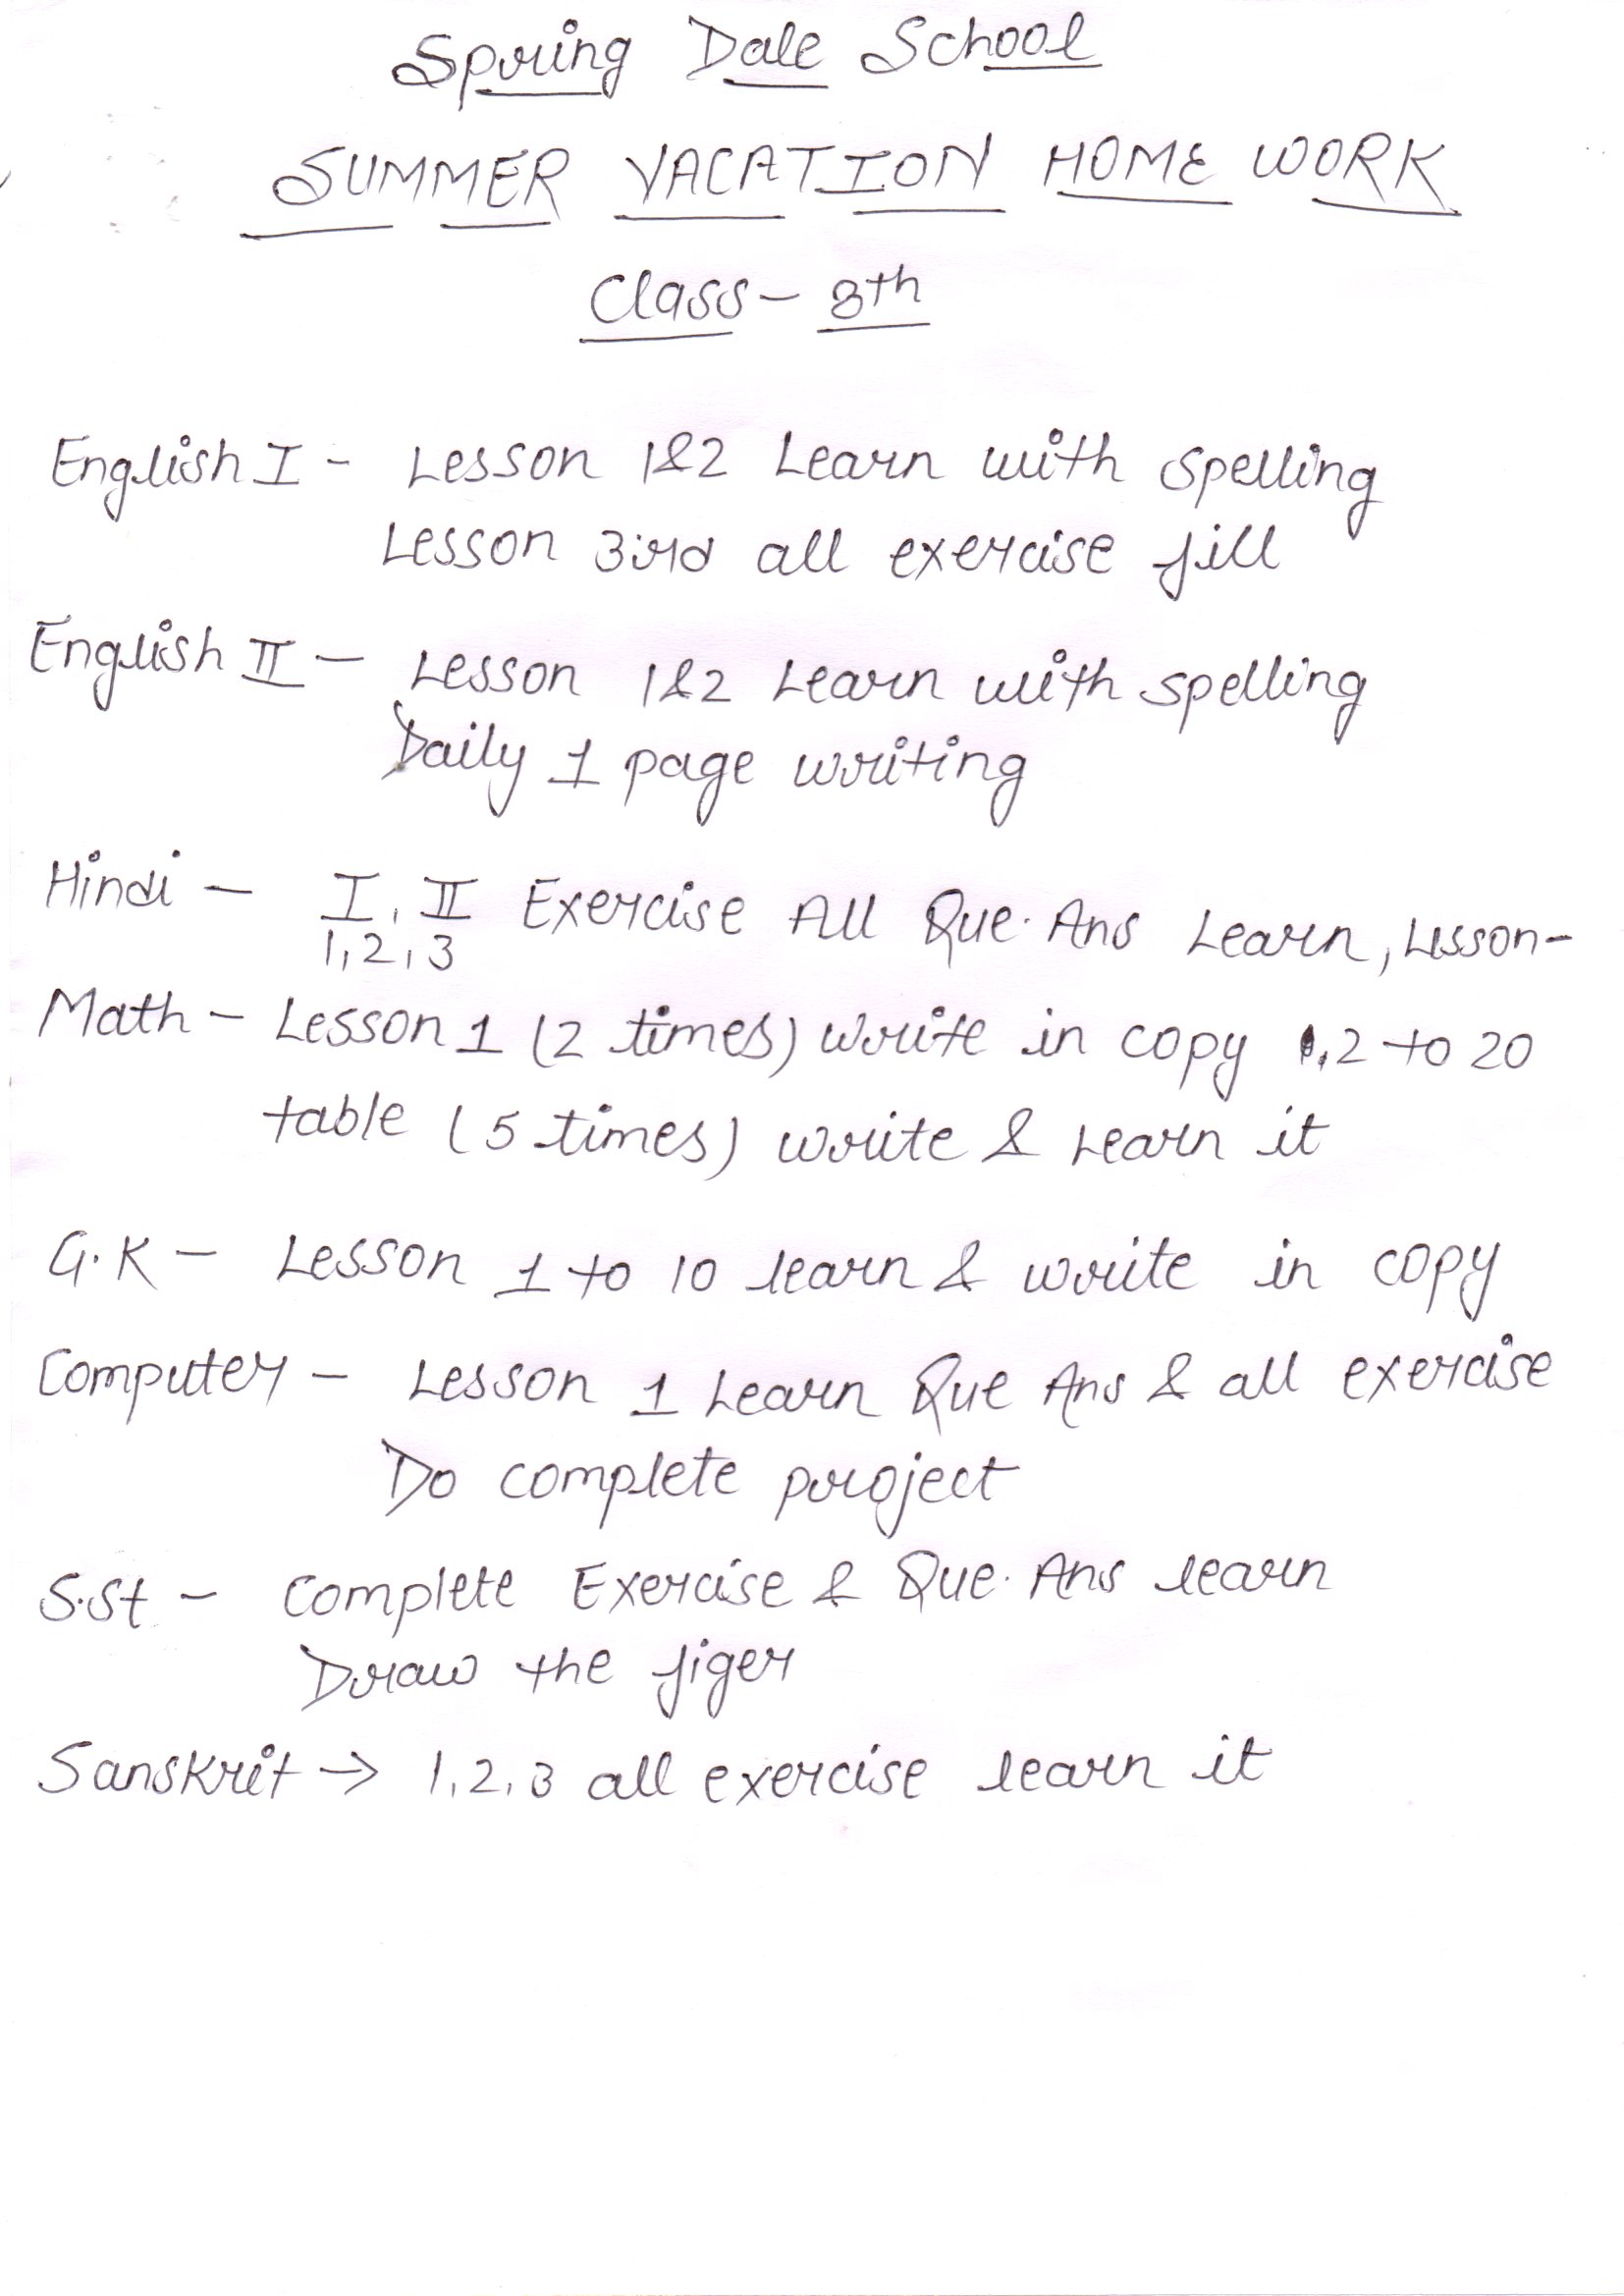 Spring Dale School
SUMMER VACATION HOME WORK
Class - 8th
English I - Lesson 1&2 Learn with spelling
Lesson 3ird all exercise fill
English II - Lesson 1&2 Learn with spelling
Daily 1 page writing
Hindi - I, II Exercise All Que. Ans Learn, Lesson-
1, 2, 3
Math - Lesson 1 (2 times) write in copy , 2 to 20
table (5 times) write & Learn it
G.K - Lesson 1 to 10 learn & write in copy
Computer - Lesson 1 Learn Que Ans & all exercise
Do complete project
S.St - Complete Exercise & Que. Ans learn
Draw the figer
Sanskrit → 1, 2, 3 all exercise learn it